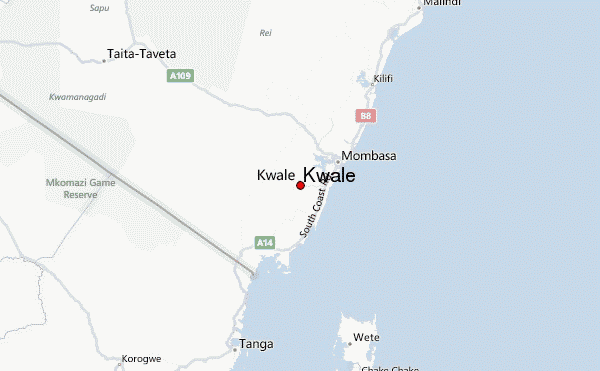 Malindi
Sapu
Rei
Taita-Taveta
A109
Kilifi
Kwamanagadi
B8
Mombasa
Kwale
Kwale
Mkomazi Game
Reserve
South Coast
A14
Wete
Tanga
Korogwe
Chake Chake